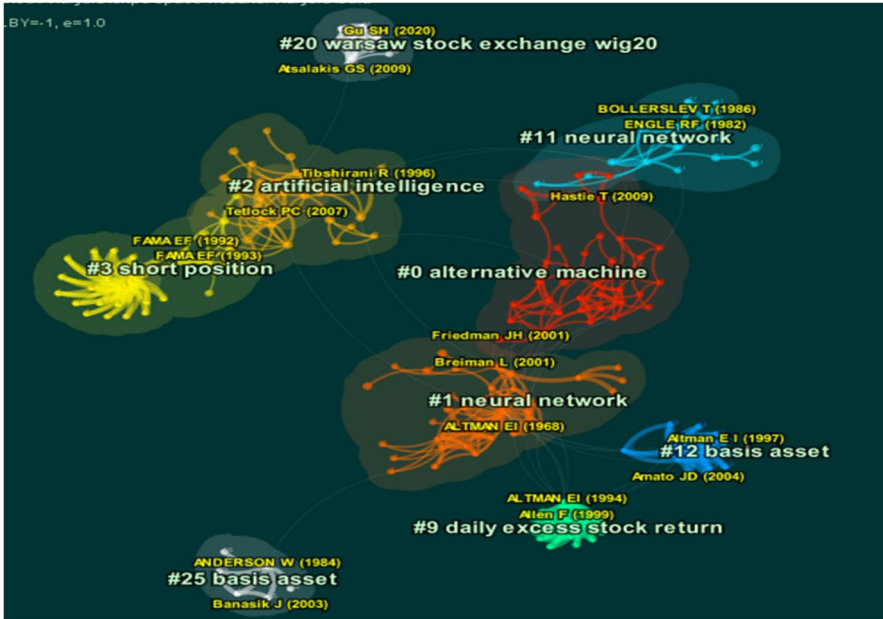 LBY=-1, e=1.0
Gu SH (2020)
#20 warsaw stock exchange wig20
Atsalakis GS (2009)
BOLLERSLEV T (1986)
ENGLE RF (1982)
#11 neural network
Tibshirani R (1996)
#2 artificial intelligence
Hastie T (2009)
Tetlock PC (2007)
FAMA EF (1992)
FAMA EF (1993)
#3 short position
#0 alternative machine
Friedman JH (2001)
Breiman L (2001)
#1 neural network
ALTMAN EI (1968)
Altman E I (1997)
#12 basis asset
Amato JD (2004)
ALTMAN EI (1994)
Allen F (1999)
#9 daily excess stock return
ANDERSON W (1984)
#25 basis asset
Banasik J (2003)